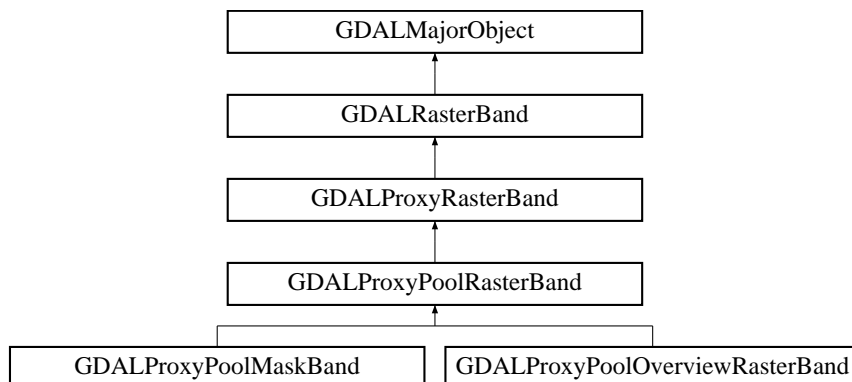 GDALMajorObject
GDALRasterBand
GDALProxyRasterBand
GDALProxyPoolRasterBand
GDALProxyPoolMaskBand
GDALProxyPoolOverviewRasterBand